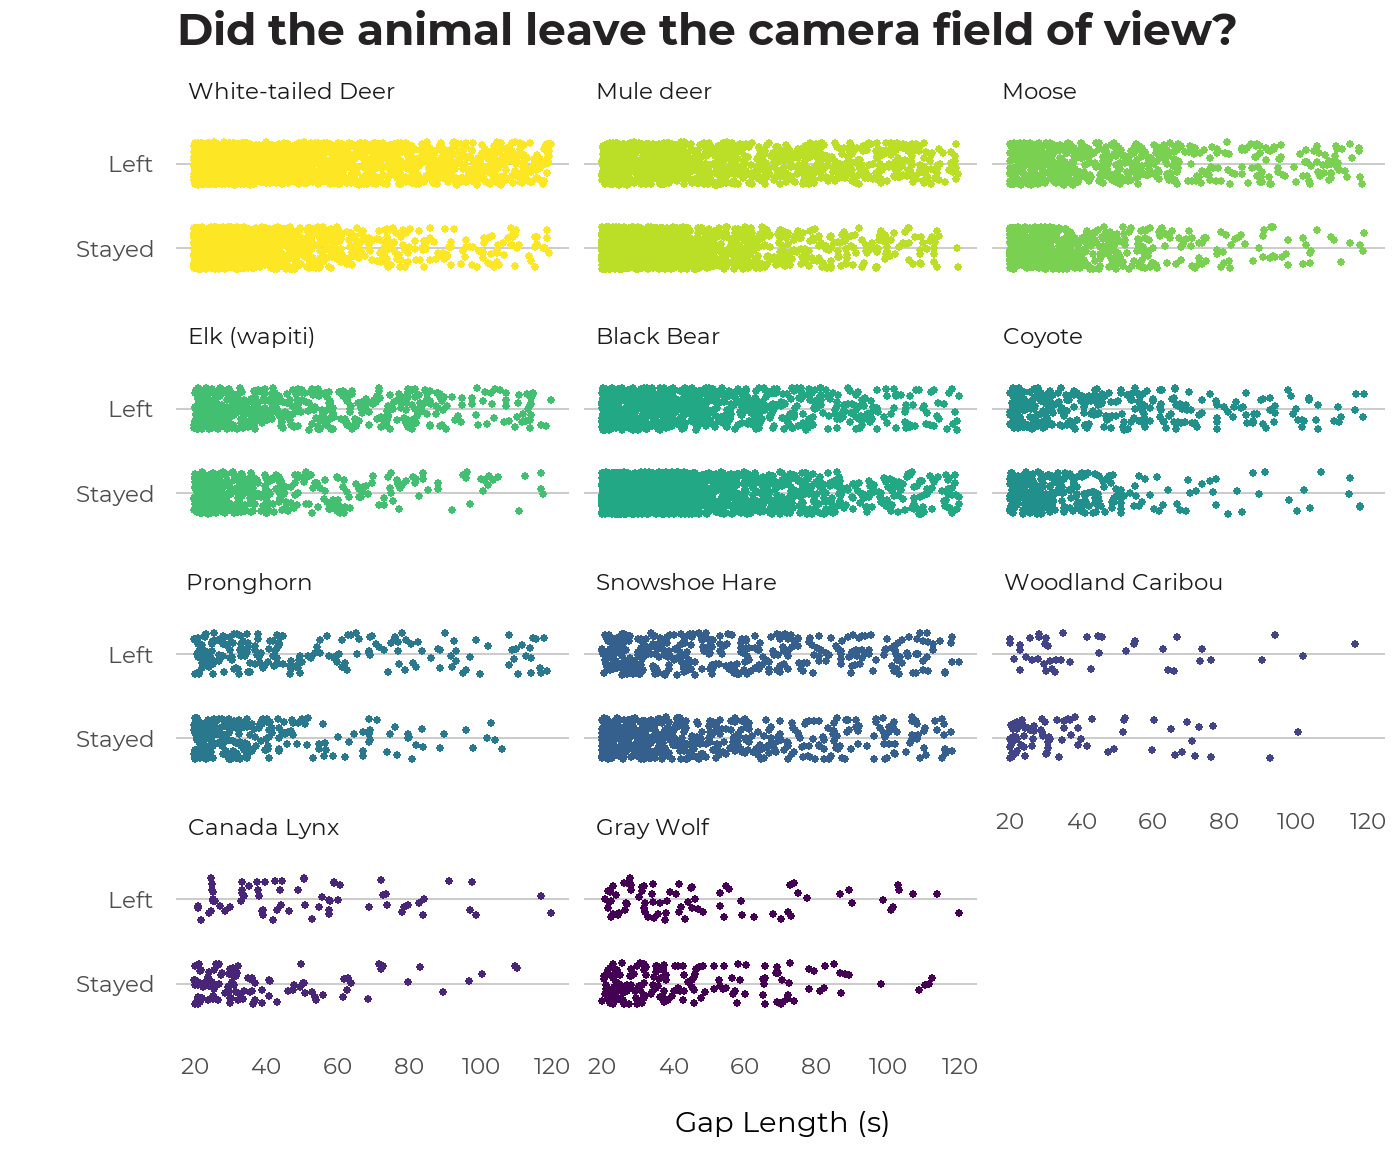 Did the animal leave the camera field of view?
White-tailed Deer Mule deer Moose
Left
Stayed
Elk (wapiti) Black Bear Coyote
Left
Stayed
Pronghorn Snowshoe Hare Woodland Caribou
Left
Stayed
20 40 60 80 100 120
Canada Lynx Gray Wolf
Left
Stayed
20 40 60 80 100 120 20 40 60 80 100 120
Gap Length (s)